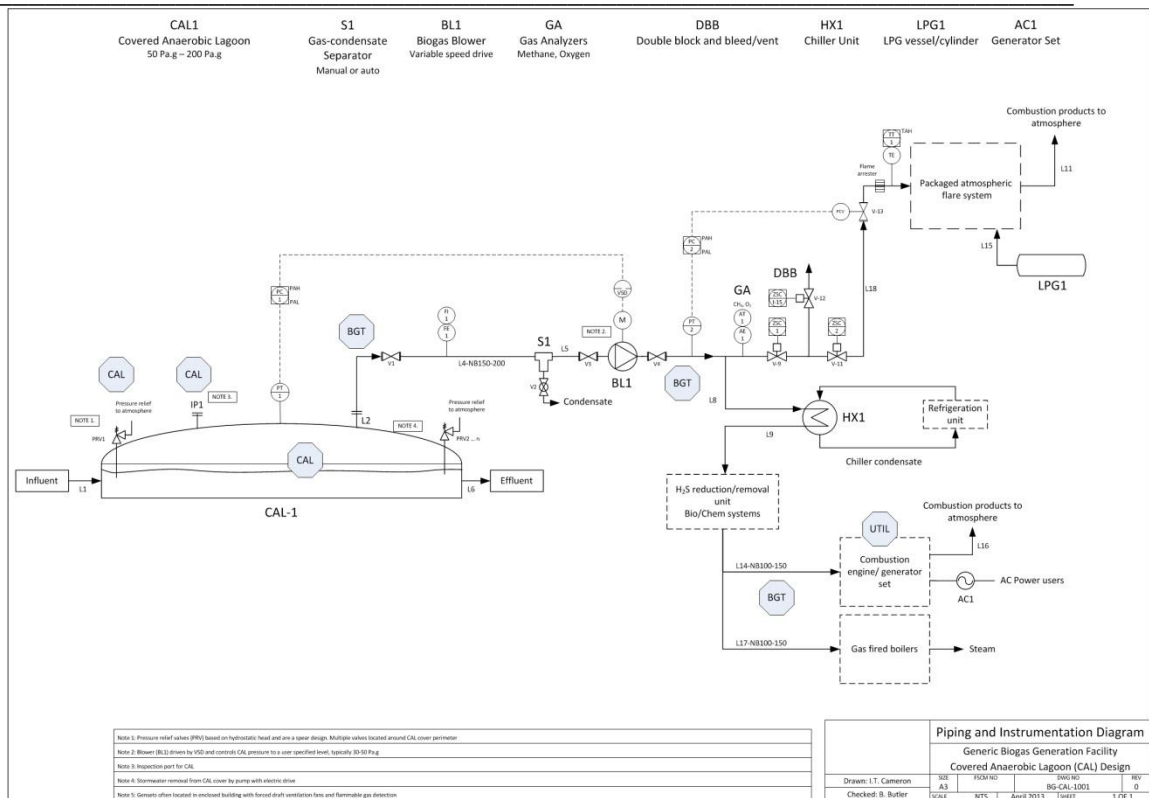 CAL1
Covered Anaerobic Lagoon
50 Pa.g – 200 Pa.g
S1
Gas-condensate
Separator
Manual or auto
BL1
Biogas Blower
Variable speed drive
GA
Gas Analyzers
Methane, Oxygen
DBB
Double block and bleed/vent
HX1
Chiller Unit
LPG1
LPG vessel/cylinder
AC1
Generator Set
Combustion products to
atmosphere
TT
1
TAH
TE
Flame
arrester
Packaged atmospheric
flare system
L11
V-13
L15
LPG1
L18
PC
2
PAH
PAL
DBB
V-12
GA
CH₄, O₂
AT
1
AE
1
ZSC
ZSC
1
ZSC
2
V-9
V-11
PT
2
PC
1
PAH
PAL
VSD
M
NOTE 2.
BGT
FI
1
FE
1
V1
L4-NB150-200
S1
L5
V2
Condensate
V3
BL1
V4
BGT
L8
CAL
CAL
IP1
NOTE 3.
PT
1
L2
NOTE 1.
Pressure relief
to atmosphere
PRV1
NOTE 4.
Pressure relief
to atmosphere
PRV2 ... n
CAL
Influent
L1
L6
Effluent
CAL-1
HX1
Refrigeration
unit
L9
Chiller condensate
H₂S reduction/removal
unit
Bio/Chem systems
UTIL
Combustion products to
atmosphere
L16
L14-NB100-150
Combustion
engine/ generator
set
AC Power users
AC1
BGT
L17-NB100-150
Gas fired boilers
Steam
Note 1: Pressure relief valves (PRV) based on hydrostatic head and are a spear design. Multiple valves located around CAL cover perimeter
Note 2: Blower (BL1) driven by VSD and controls CAL pressure to a user specified level, typically 30-50 Pa.g
Note 3: Inspection port for CAL
Note 4: Stormwater removal from CAL cover by pump with electric drive
Note 5: Gensets often located in enclosed building with forced draft ventilation fans and flammable gas detection
Piping and Instrumentation Diagram
Generic Biogas Generation Facility
Covered Anaerobic Lagoon (CAL) Design
Drawn: I.T. Cameron
Checked: B. Butler
SIZE
A3
FSCM NO
DWG NO
BG-CAL-1001
REV
0
SCALE
NTS
April 2013
SHEET
1 OF 1